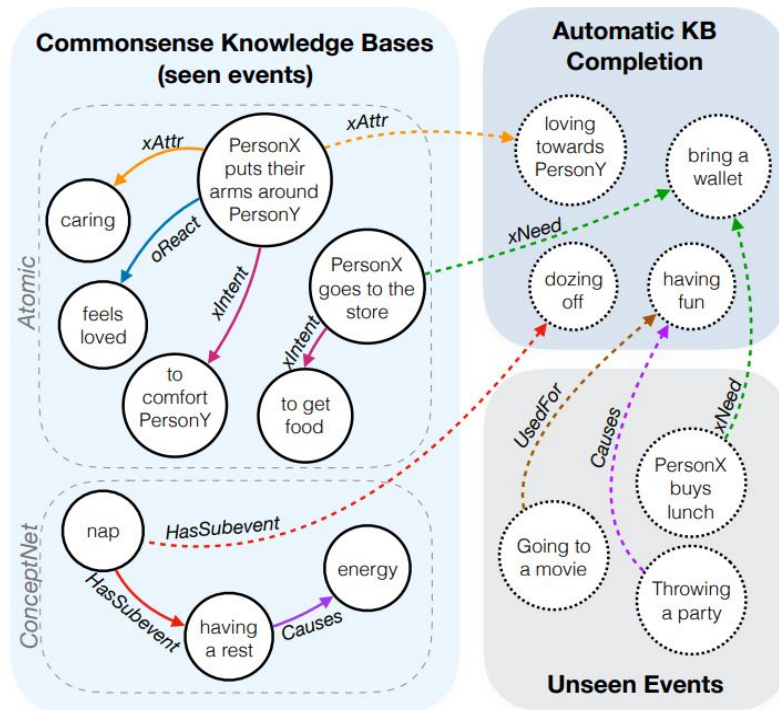 Commonsense Knowledge Bases
(seen events)
Atomic
xAttr
PersonX
puts their
arms around
PersonY
caring
oReact
feels
loved
xIntent
to
comfort
PersonY
PersonX
goes to the
store
xIntent
to get
food
ConceptNet
nap
HasSubevent
having
a rest
Causes
energy
xAttr
xNeed
HasSubevent
Automatic KB
Completion
loving
towards
PersonY
bring a
wallet
dozing
off
having
fun
UsedFor
Causes
xNeed
PersonX
buys
lunch
Going to
a movie
Throwing
a party
Unseen Events